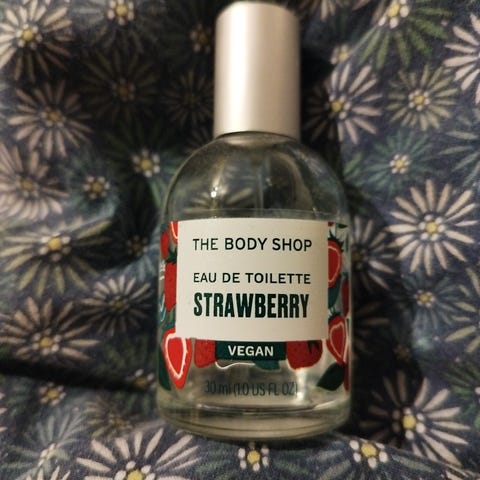 THE BODY SHOP
EAU DE TOILETTE
STRAWBERRY
VEGAN
30 ml (1.0 US FL OZ)